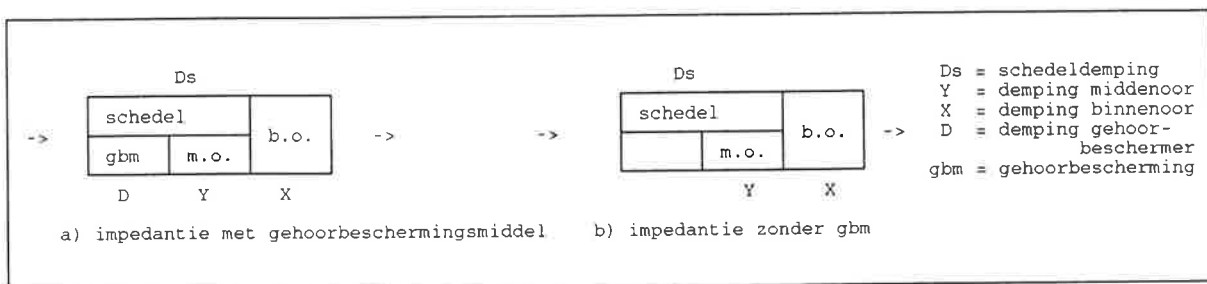 Ds
schedel
gbm m.o. b.o.
D Y X
-> ->
a) impedantie met gehoorbeschermingsmiddel
Ds
schedel
m.o. b.o.
Y X
-> ->
b) impedantie zonder gbm
Ds = schedeldemping
Y = demping middenoor
X = demping binnenoor
D = demping gehoor-
beschermer
gbm = gehoorbescherming